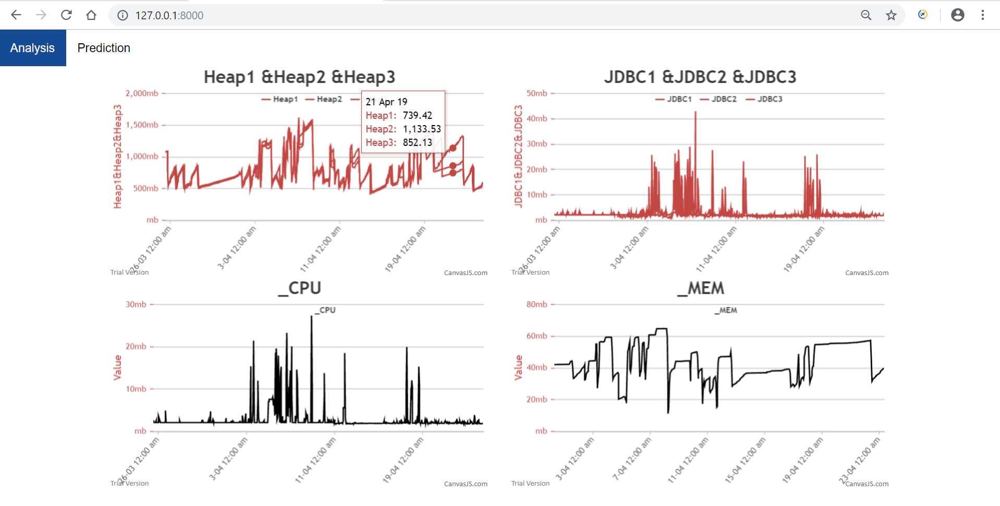 127.0.0.1:8000
Analysis Prediction
Heap1 &Heap2 &Heap3
2,000mb
1,500mb
1,000mb
500mb
mb
Heap1&Heap2&Heap3
Heap1 Heap2
21 Apr 19
Heap1: 739.42
Heap2: 1,133.53
Heap3: 852.13
26-03 12:00 am
3-04 12:00 am
11-04 12:00 am
19-04 12:00 am
Trial Version
CanvasJS.com
JDBC1 &JDBC2 &JDBC3
50mb
40mb
30mb
20mb
10mb
mb
JDBC1&JDBC2&JDBC3
JDBC1 JDBC2 JDBC3
26-03 12:00 am
3-04 12:00 am
11-04 12:00 am
19-04 12:00 am
Trial Version
CanvasJS.com
_CPU
30mb
20mb
10mb
mb
Value
_CPU
26-03 12:00 am
3-04 12:00 am
11-04 12:00 am
19-04 12:00 am
Trial Version
CanvasJS.com
_MEM
80mb
60mb
40mb
20mb
mb
Value
_MEM
3-04 12:00 am
7-04 12:00 am
11-04 12:00 am
15-04 12:00 am
19-04 12:00 am
23-04 12:00 am
Trial Version
CanvasJS.com